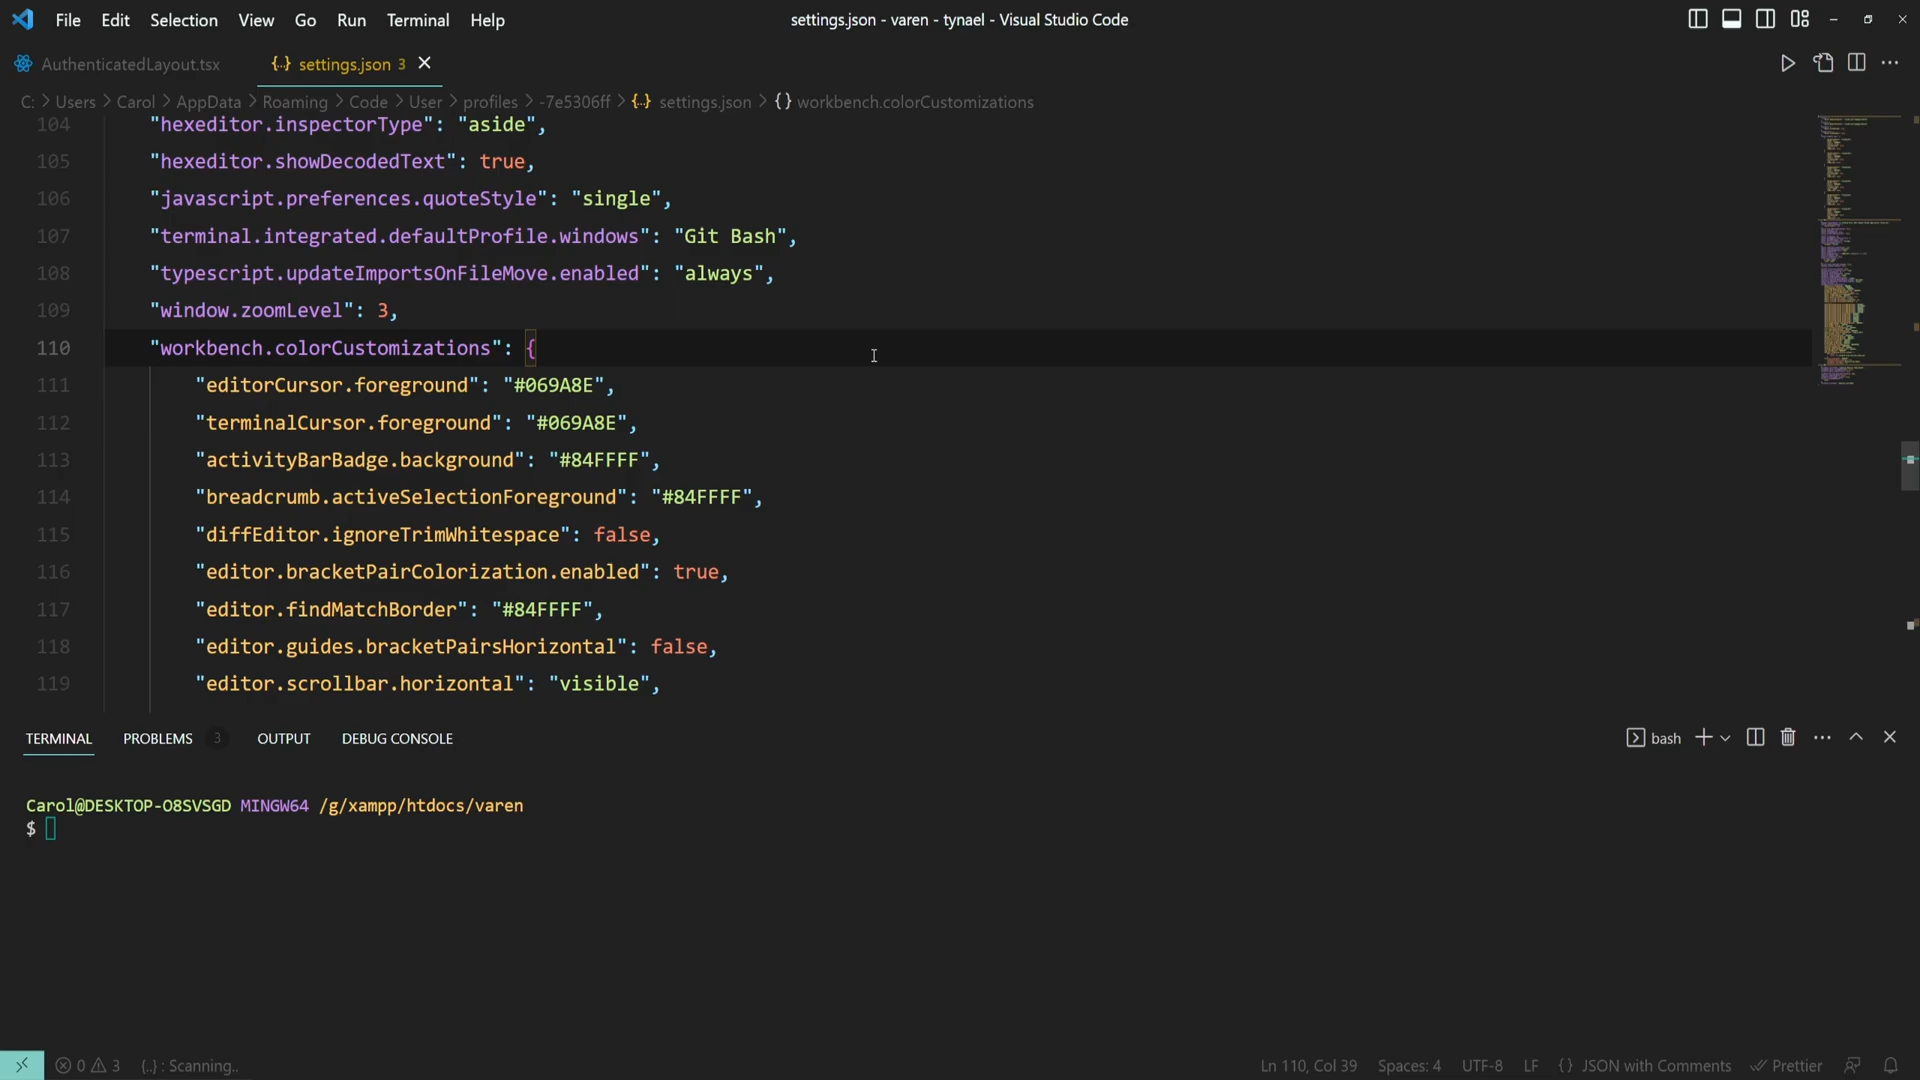 File Edit Selection View Go Run Terminal Help settings.json - varen - tynael - Visual Studio Code
AuthenticatedLayout.tsx {..} settings.json 3
C: > Users > Carol > AppData > Roaming > Code > User > profiles > -7e5306ff > {..} settings.json > {} workbench.colorCustomizations
104 "hexeditor.inspectorType": "aside",
105 "hexeditor.showDecodedText": true,
106 "javascript.preferences.quoteStyle": "single",
107 "terminal.integrated.defaultProfile.windows": "Git Bash",
108 "typescript.updateImportsOnFileMove.enabled": "always",
109 "window.zoomLevel": 3,
110 "workbench.colorCustomizations": {
111 "editorCursor.foreground": "#069A8E",
112 "terminalCursor.foreground": "#069A8E",
113 "activityBarBadge.background": "#84FFFF",
114 "breadcrumb.activeSelectionForeground": "#84FFFF",
115 "diffEditor.ignoreTrimWhitespace": false,
116 "editor.bracketPairColorization.enabled": true,
117 "editor.findMatchBorder": "#84FFFF",
118 "editor.guides.bracketPairsHorizontal": false,
119 "editor.scrollbar.horizontal": "visible",
TERMINAL PROBLEMS 3 OUTPUT DEBUG CONSOLE bash
Carol@DESKTOP-O8SVSGD MINGW64 /g/xampp/htdocs/varen
$
0 3 {..} : Scanning.. Ln 110, Col 39 Spaces: 4 UTF-8 LF {} JSON with Comments Prettier